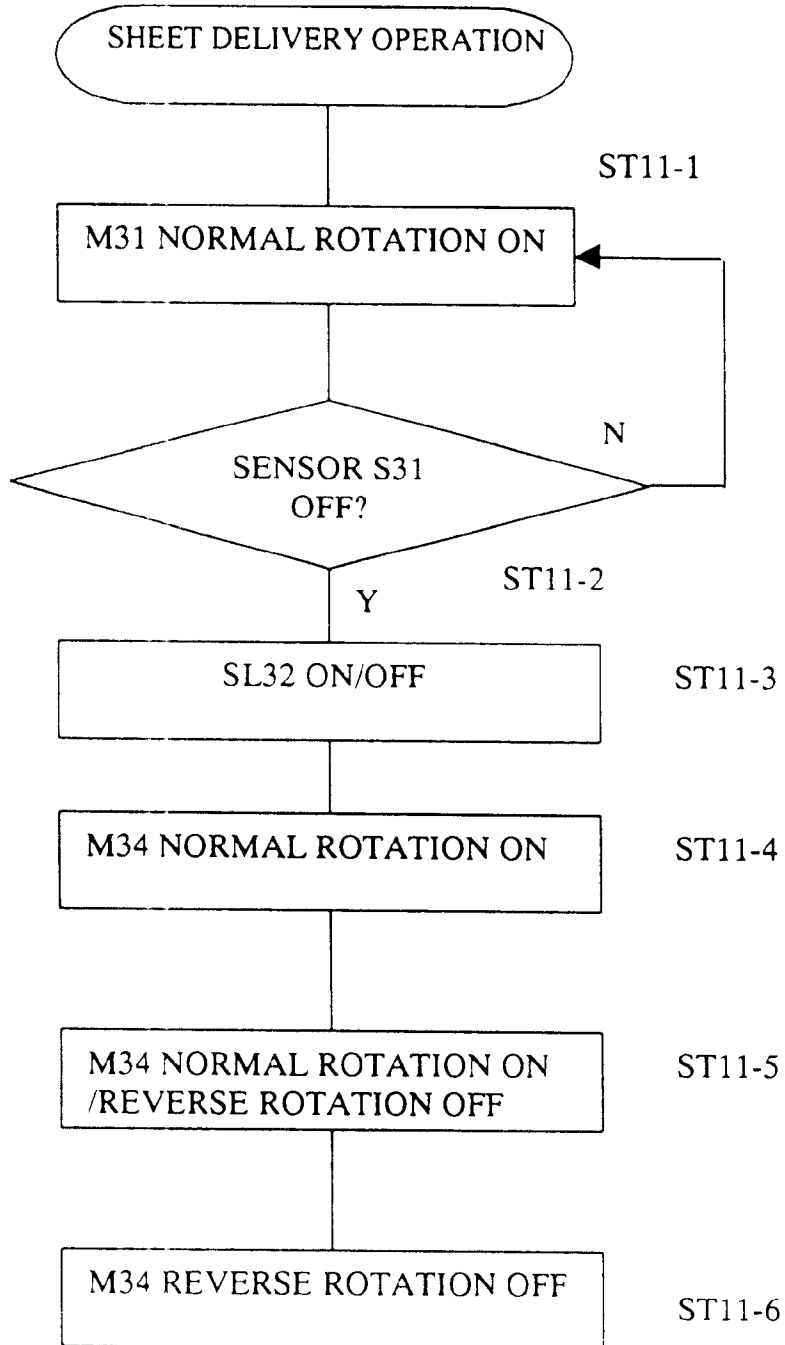 SHEET DELIVERY OPERATION
ST11-1
M31 NORMAL ROTATION ON
N
SENSOR S31
OFF?
ST11-2
Y
SL32 ON/OFF
ST11-3
M34 NORMAL ROTATION ON
ST11-4
M34 NORMAL ROTATION ON
/REVERSE ROTATION OFF
ST11-5
M34 REVERSE ROTATION OFF
ST11-6